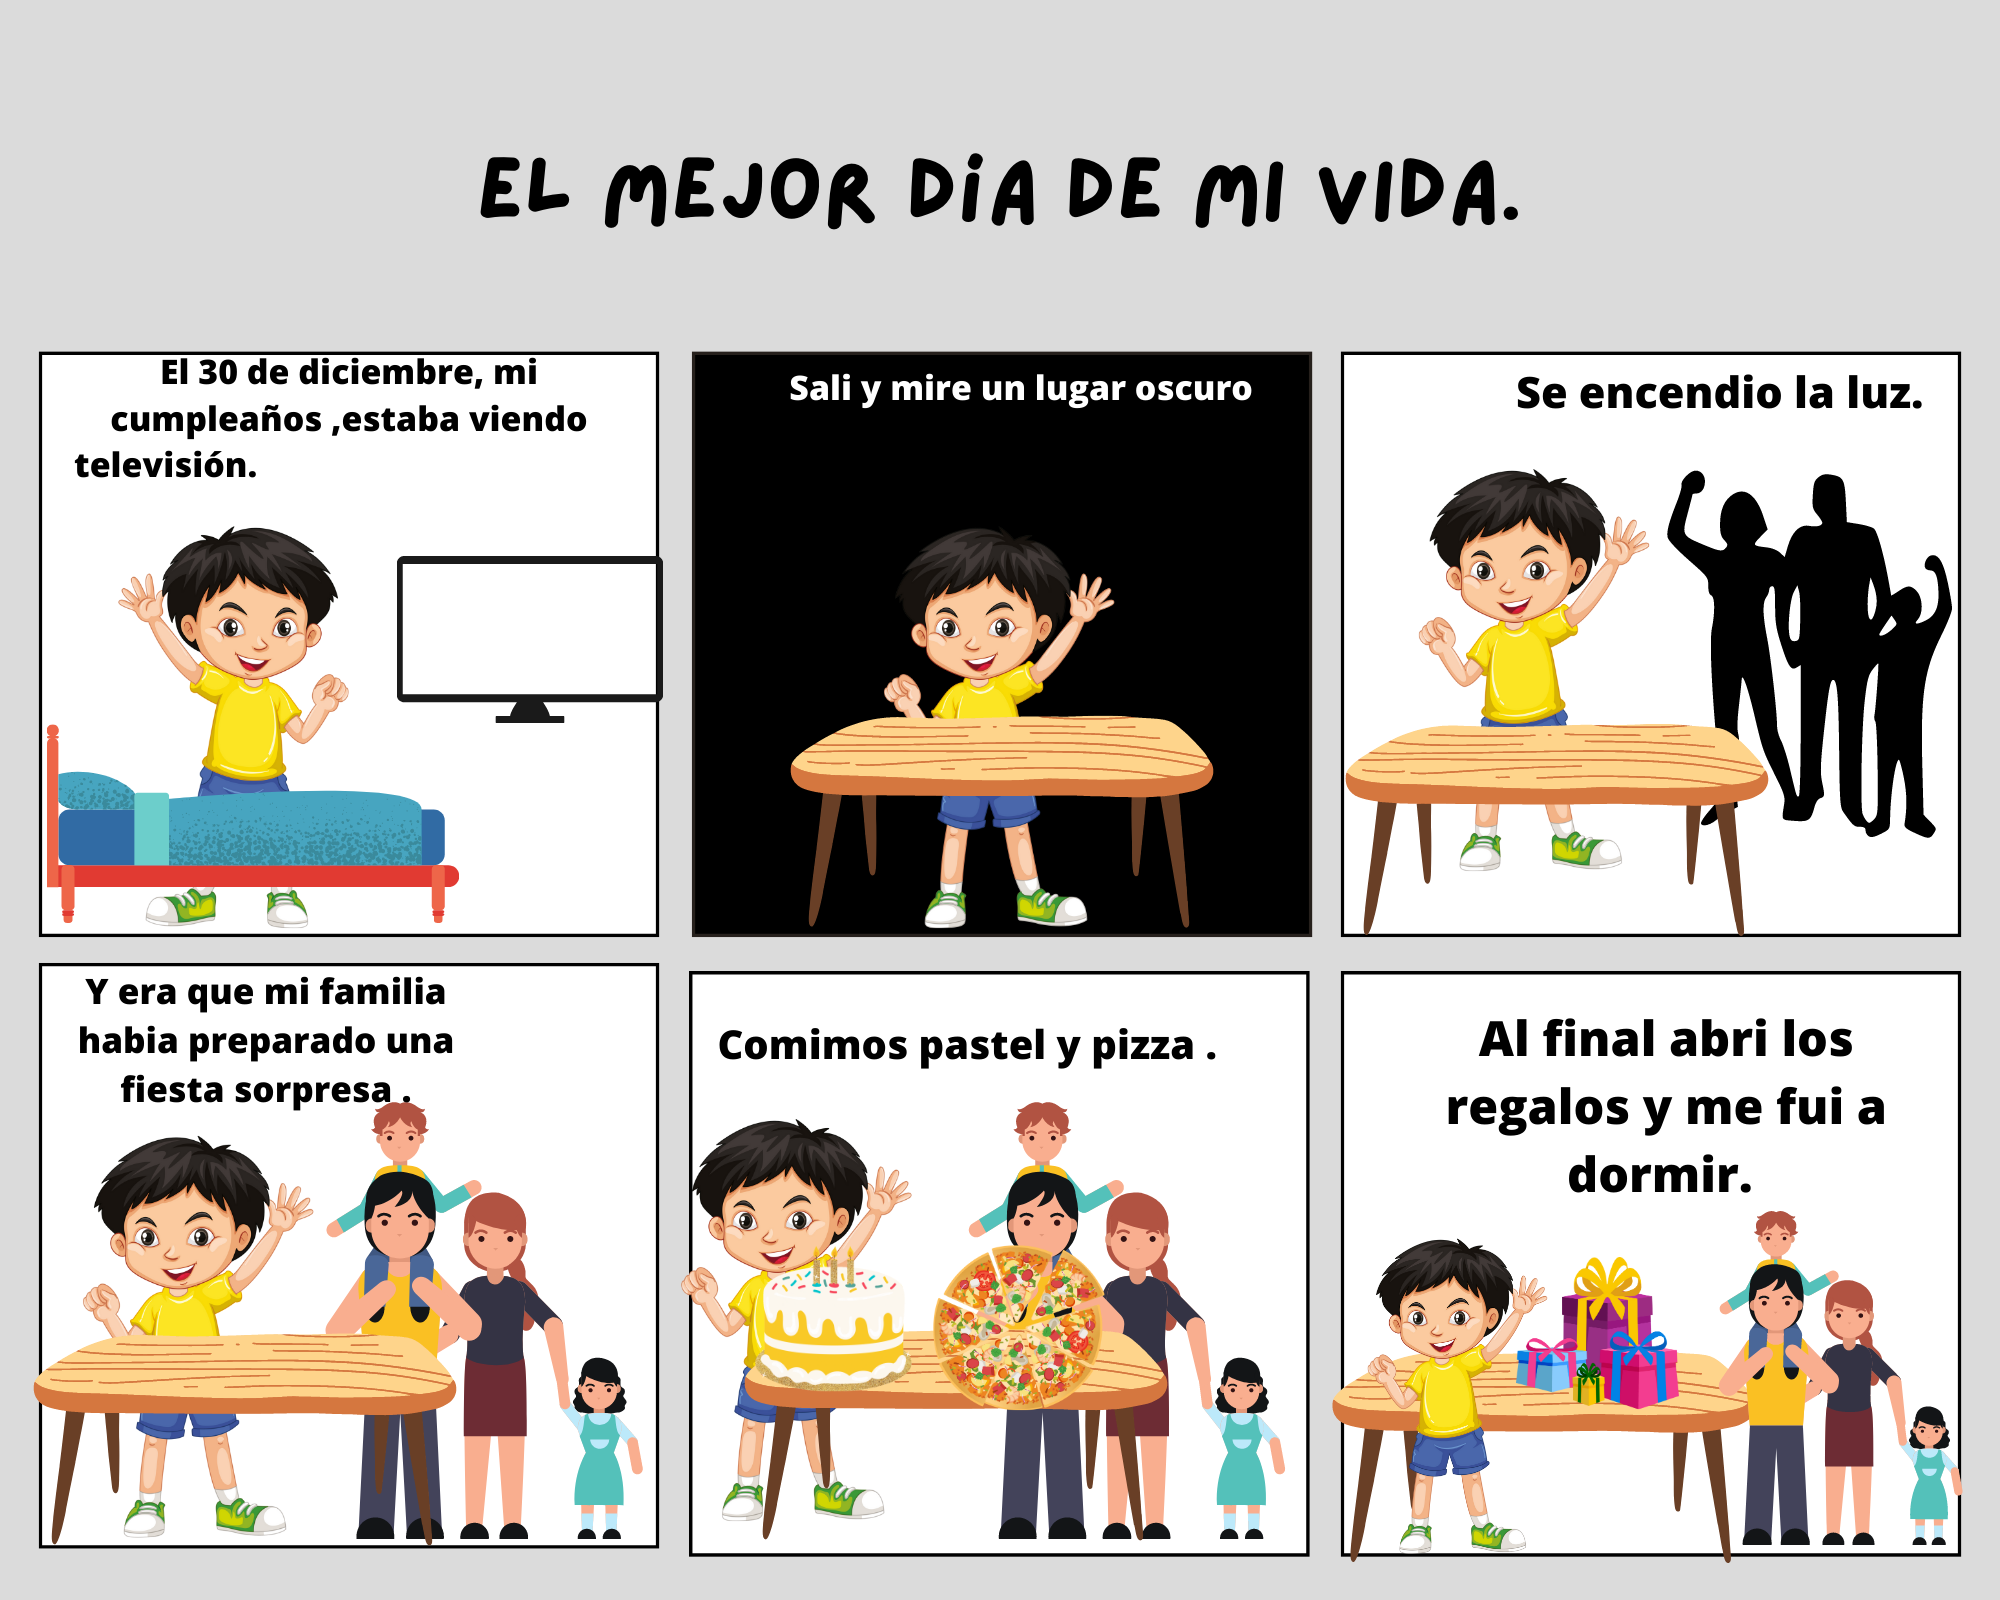 EL MEJOR DÍA DE MI VIDA.
El 30 de diciembre, mi
cumpleaños ,estaba viendo
televisión.
Sali y mire un lugar oscuro
Se encendio la luz.
Y era que mi familia
habia preparado una
fiesta sorpresa .
Comimos pastel y pizza .
Al final abri los
regalos y me fui a
dormir.